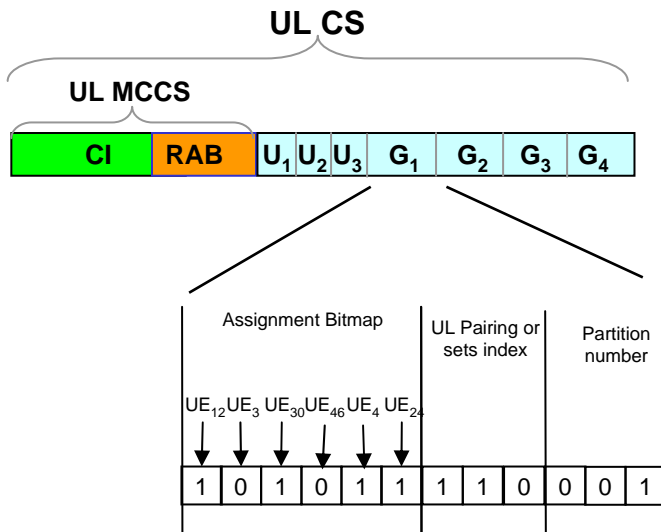 UL CS
UL MCCS
CI RAB U₁ U₂ U₃ G₁ G₂ G₃ G₄
Assignment Bitmap
UL Pairing or
sets index
Partition
number
UE₁₂ UE₃ UE₃₀ UE₄₆ UE₄ UE₂₄
1 0 1 0 1 1 1 1 0 0 0 1